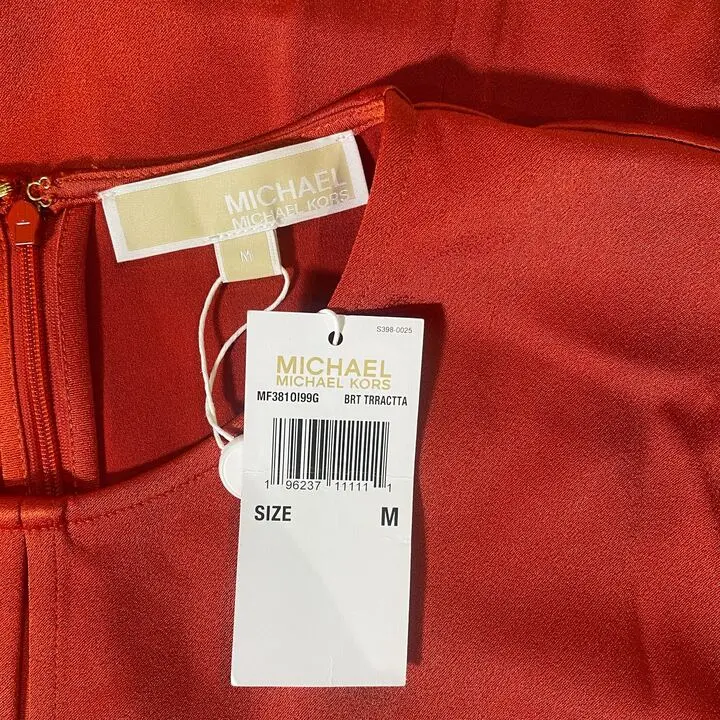 MICHAEL
MICHAEL KORS
M
S398-0025
MICHAEL
MICHAEL KORS
MF3810I99G BRT TRRACTTA
1 96237 11111 1
SIZE M